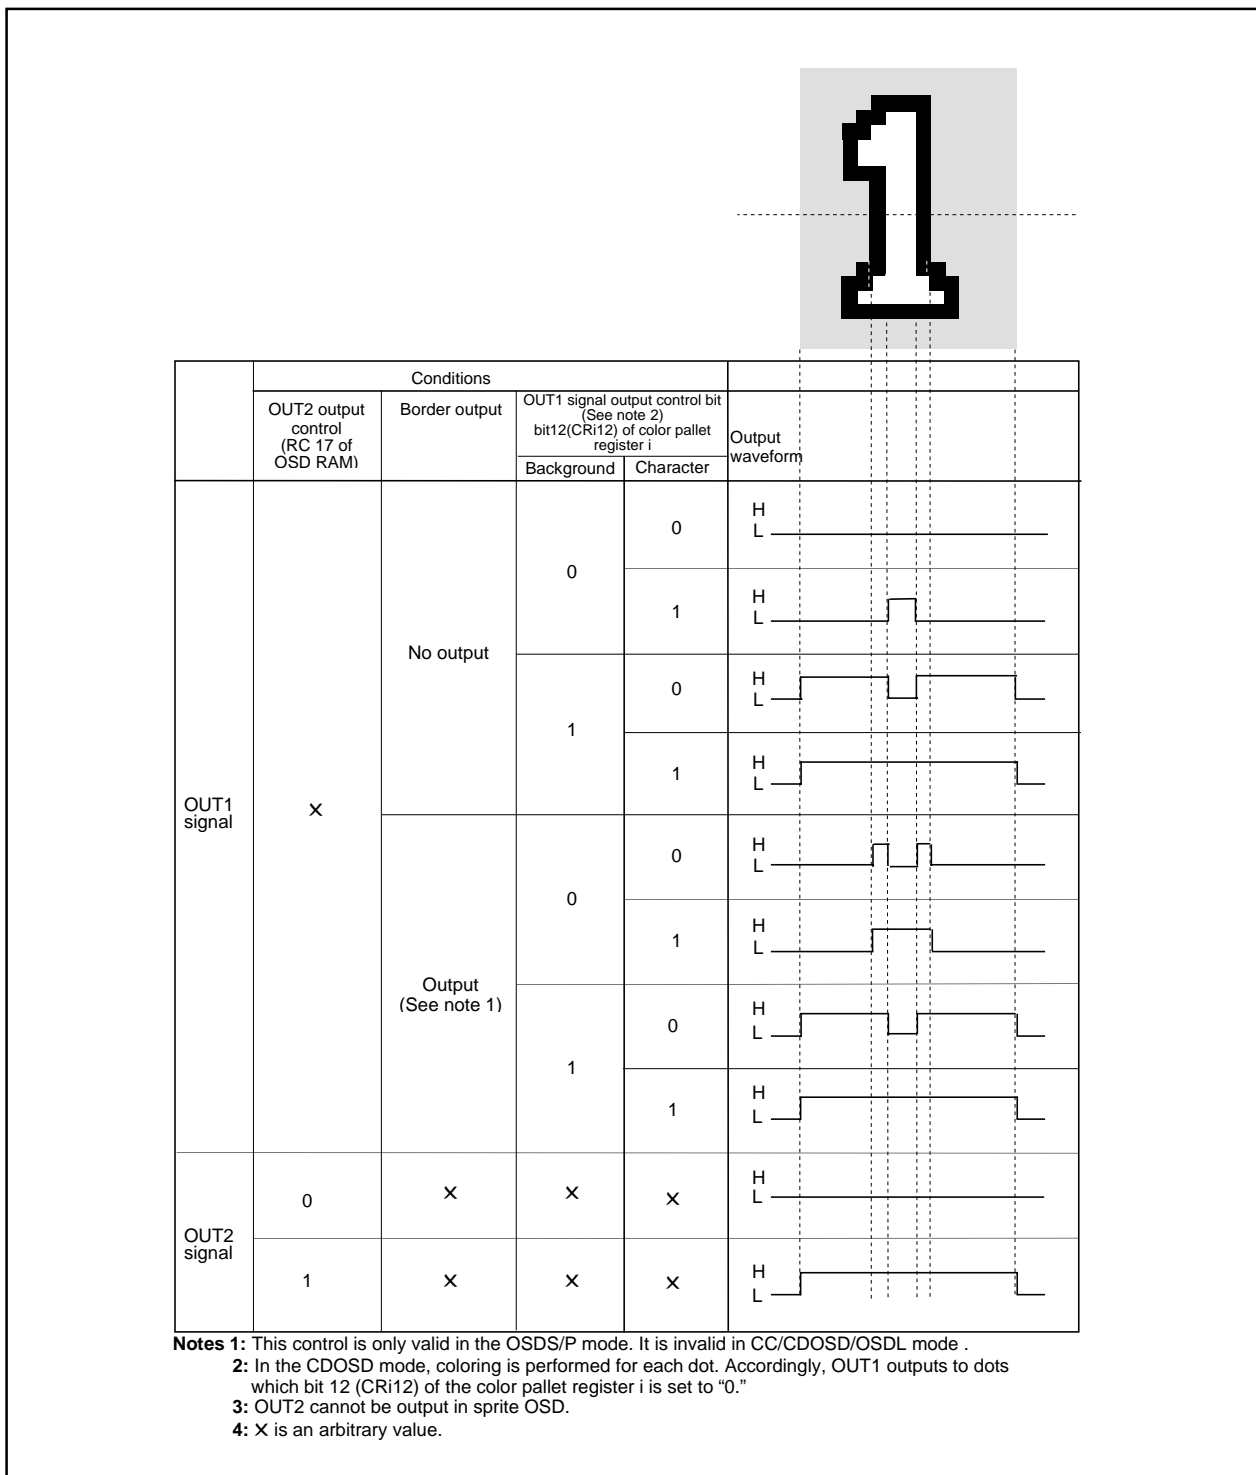 1
Conditions
OUT2 output
control
(RC 17 of
OSD RAM)
Border output
OUT1 signal output control bit
(See note 2)
bit12(CRi12) of color pallet
register i
Background
Character
Output
waveform
OUT1
signal
×
No output
0
0
H
L
1
H
L
1
0
H
L
1
H
L
Output
(See note 1)
0
0
H
L
1
H
L
1
0
H
L
1
H
L
OUT2
signal
0
×
×
×
H
L
1
×
×
×
H
L
Notes 1: This control is only valid in the OSDS/P mode. It is invalid in CC/CDOSD/OSDL mode .
2: In the CDOSD mode, coloring is performed for each dot. Accordingly, OUT1 outputs to dots
which bit 12 (CRi12) of the color pallet register i is set to “0.”
3: OUT2 cannot be output in sprite OSD.
4: × is an arbitrary value.